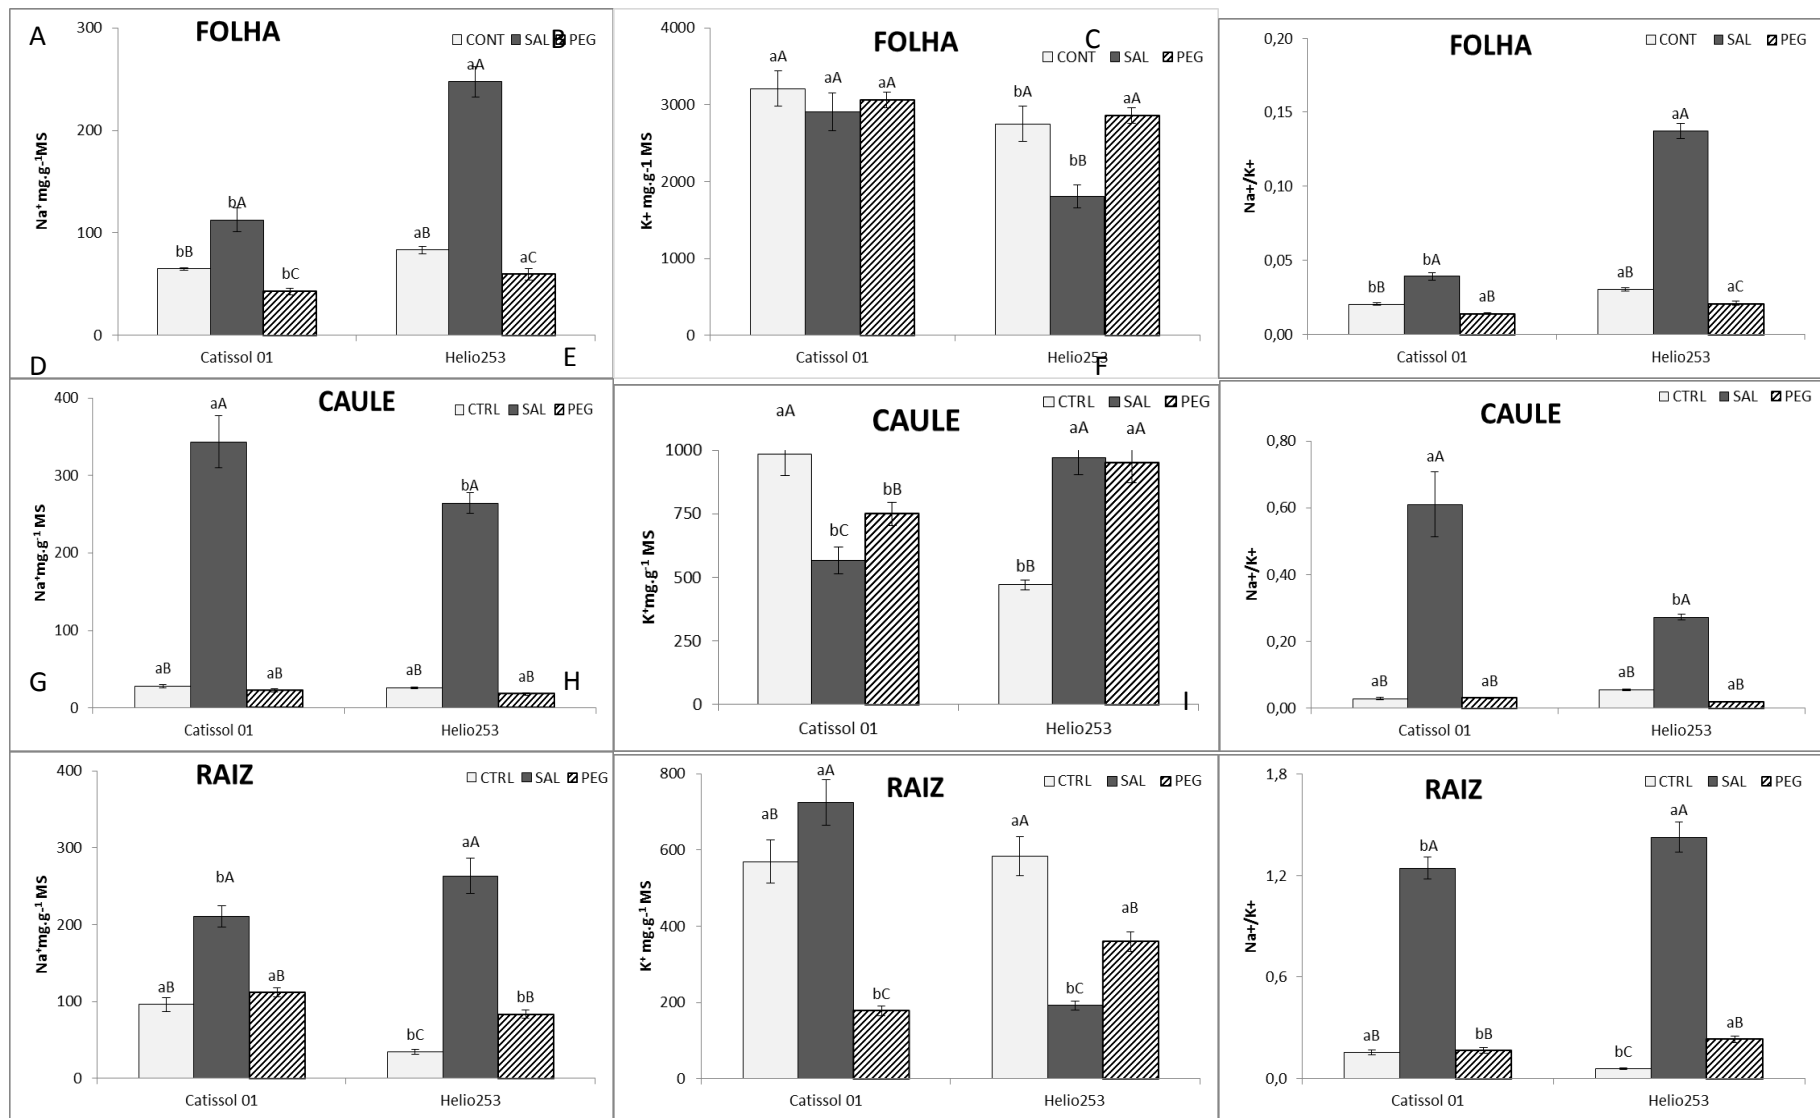 A
FOLHA
CONT SAL PEG
B
Na⁺mg.g-¹MS
300
200
100
0
aA
bA
bB
bC
aB
aC
Catissol 01
Helio253
FOLHA
C
CONT SAL PEG
K+ mg.g-1 MS
4000
3000
2000
1000
0
aA
aA
aA
bA
bB
aA
Catissol 01
Helio253
FOLHA
CONT SAL PEG
Na+/K+
0,20
0,15
0,10
0,05
0,00
bB
bA
aB
aB
aA
aC
Catissol 01
Helio253
D
CAULE
CTRL SAL PEG
E
Na⁺mg.g-¹ MS
400
300
200
100
0
aB
aA
aB
aB
bA
aB
Catissol 01
Helio253
F
CAULE
CTRL SAL PEG
K⁺mg.g-¹ MS
1000
750
500
250
0
aA
bC
bB
bB
aA
aA
Catissol 01
Helio253
CAULE
CTRL SAL PEG
Na+/K+
0,80
0,60
0,40
0,20
0,00
aB
aA
aB
aB
bA
aB
Catissol 01
Helio253
G
RAIZ
CTRL SAL PEG
H
Na⁺mg.g-¹ MS
400
300
200
100
0
aB
bA
aB
bC
aA
bB
Catissol 01
Helio253
I
RAIZ
CTRL SAL PEG
K⁺ mg.g-¹ MS
800
600
400
200
0
aB
aA
bC
aA
bC
aB
Catissol 01
Helio253
RAIZ
CTRL SAL PEG
Na+/K+
1,8
1,2
0,6
0,0
aB
bA
bB
bC
aA
aB
Catissol 01
Helio253